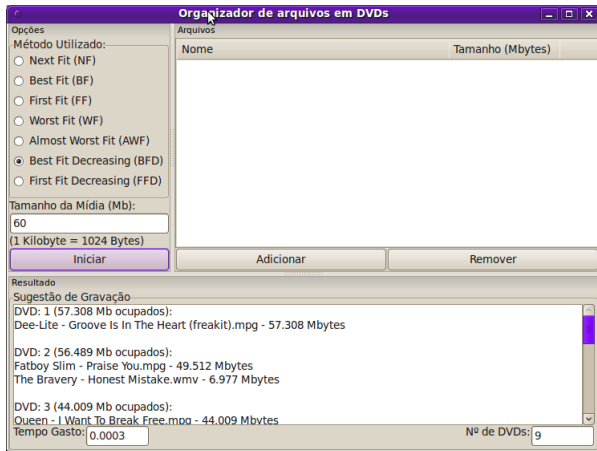 Organizador de arquivos em DVDs
Opções
Método Utilizado:
Next Fit (NF)
Best Fit (BF)
First Fit (FF)
Worst Fit (WF)
Almost Worst Fit (AWF)
Best Fit Decreasing (BFD)
First Fit Decreasing (FFD)
Tamanho da Mídia (Mb):
60
(1 Kilobyte = 1024 Bytes)
Iniciar
Arquivos
Nome Tamanho (Mbytes)
Adicionar Remover
Resultado
Sugestão de Gravação
DVD: 1 (57.308 Mb ocupados):
Dee-Lite - Groove Is In The Heart (freakit).mpg - 57.308 Mbytes
DVD: 2 (56.489 Mb ocupados):
Fatboy Slim - Praise You.mpg - 49.512 Mbytes
The Bravery - Honest Mistake.wmv - 6.977 Mbytes
DVD: 3 (44.009 Mb ocupados):
Queen - I Want To Break Free.mpg - 44.009 Mbytes
Tempo Gasto: 0.0003 Nº de DVDs: 9